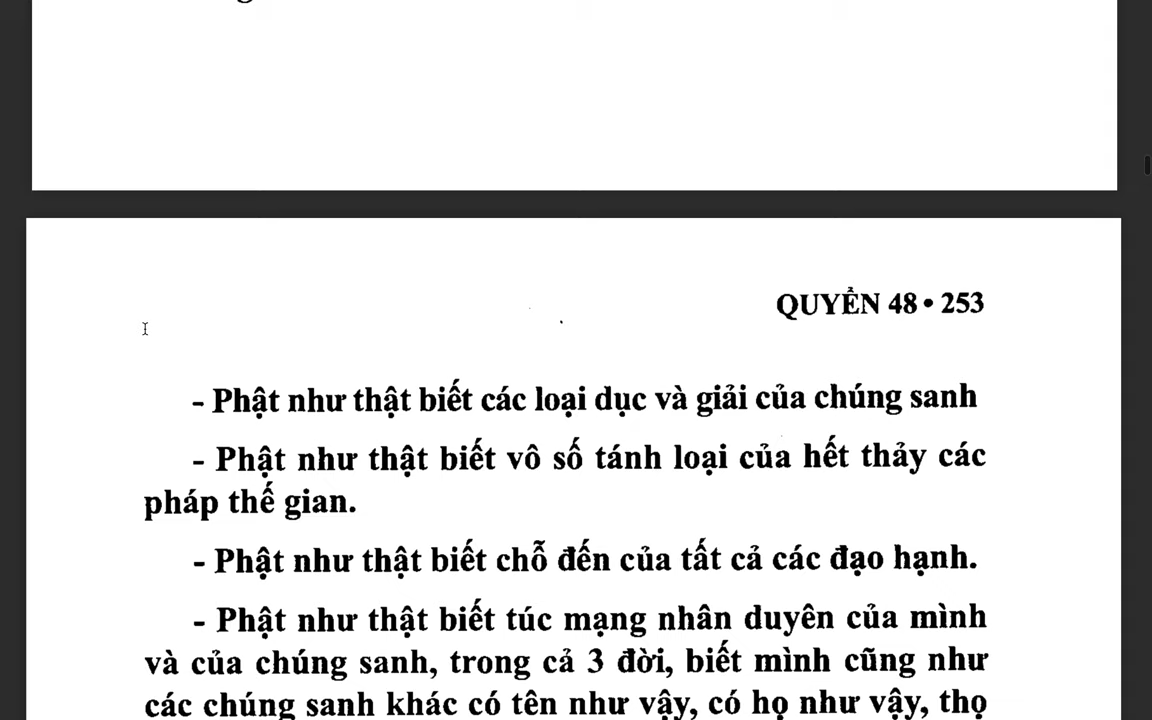 QUYỂN 48 • 253
- Phật như thật biết các loại dục và giải của chúng sanh
- Phật như thật biết vô số tánh loại của hết thảy các
pháp thế gian.
- Phật như thật biết chỗ đến của tất cả các đạo hạnh.
- Phật như thật biết túc mạng nhân duyên của mình
và của chúng sanh, trong cả 3 đời, biết mình cũng như
các chúng sanh khác có tên như vậy, có họ như vậy, thọ